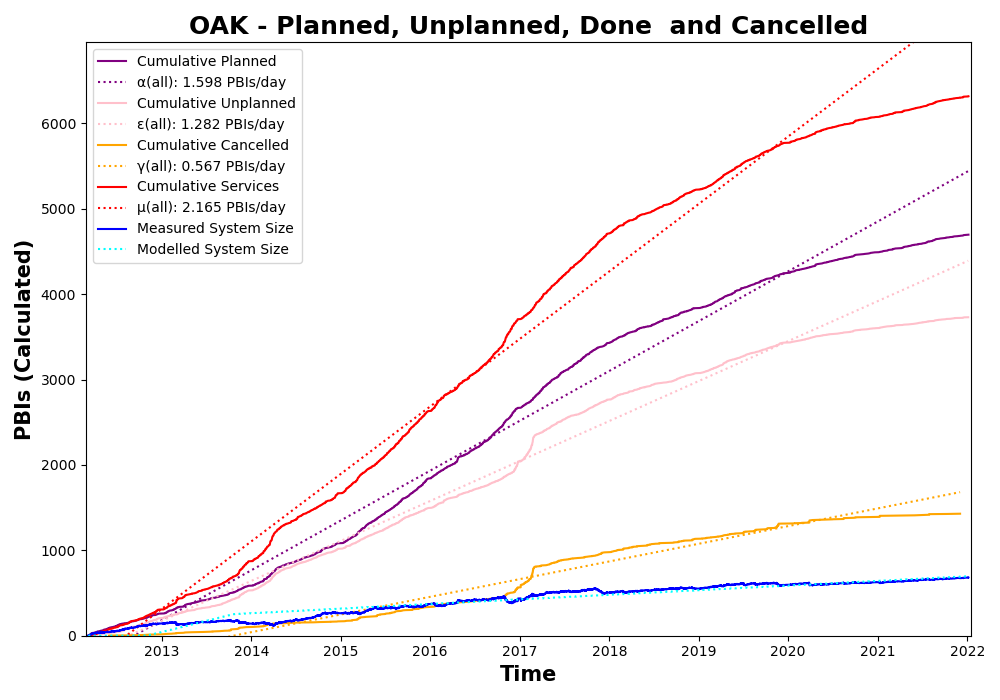 OAK - Planned, Unplanned, Done  and Cancelled
Cumulative Planned
α(all): 1.598 PBIs/day
Cumulative Unplanned
ε(all): 1.282 PBIs/day
Cumulative Cancelled
γ(all): 0.567 PBIs/day
Cumulative Services
μ(all): 2.165 PBIs/day
Measured System Size
Modelled System Size
PBIs (Calculated)
6000
5000
4000
3000
2000
1000
0
2013 2014 2015 2016 2017 2018 2019 2020 2021 2022
Time